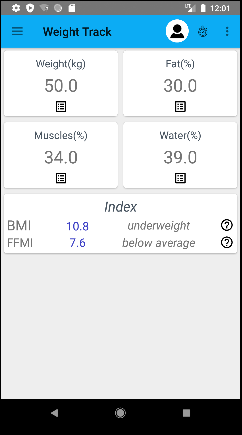 12:01
Weight Track
Weight(kg) Fat(%)
50.0 30.0
Muscles(%) Water(%)
34.0 39.0
Index
BMI 10.8 underweight
FFMI 7.6 below average